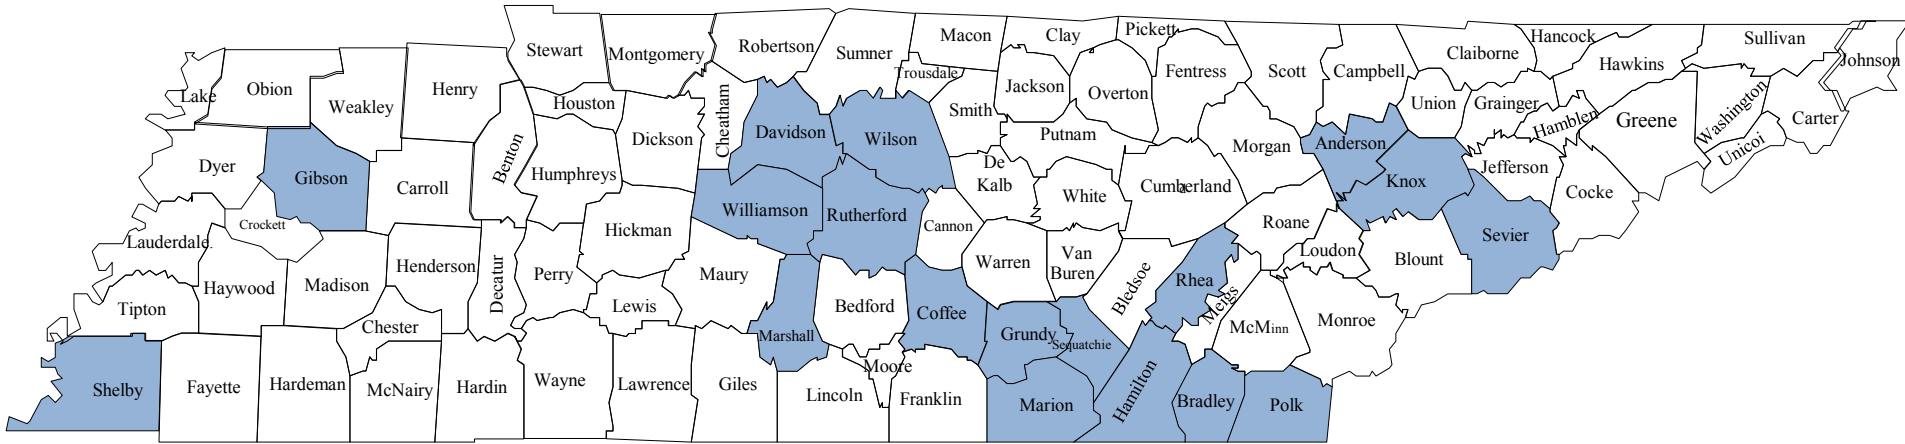 Stewart
Montgomery
Robertson
Sumner
Macon
Clay
Pickett
Hancock
Sullivan
Johnson
Lake
Obion
Weakley
Henry
Houston
Cheatham
Trousdale
Jackson
Overton
Fentress
Scott
Campbell
Claiborne
Hawkins
Union
Grainger
Hamblen
Greene
Washington
Carter
Unicoi
Dyer
Gibson
Carroll
Benton
Humphreys
Dickson
Davidson
Wilson
Smith
Putnam
De
Kalb
White
Cumberland
Morgan
Anderson
Knox
Jefferson
Cocke
Sevier
Crockett
Lauderdale.
Haywood
Madison
Henderson
Decatur
Perry
Hickman
Williamson
Rutherford
Cannon
Warren
Van
Buren
Bledsoe
Rhea
Meigs
Roane
Loudon
Blount
Tipton
Chester
Lewis
Maury
Marshall
Bedford
Coffee
Grundy
Sequatchie
McMinn
Monroe
Shelby
Fayette
Hardeman
McNairy
Hardin
Wayne
Lawrence
Giles
Lincoln
Moore
Franklin
Marion
Hamilton
Bradley
Polk